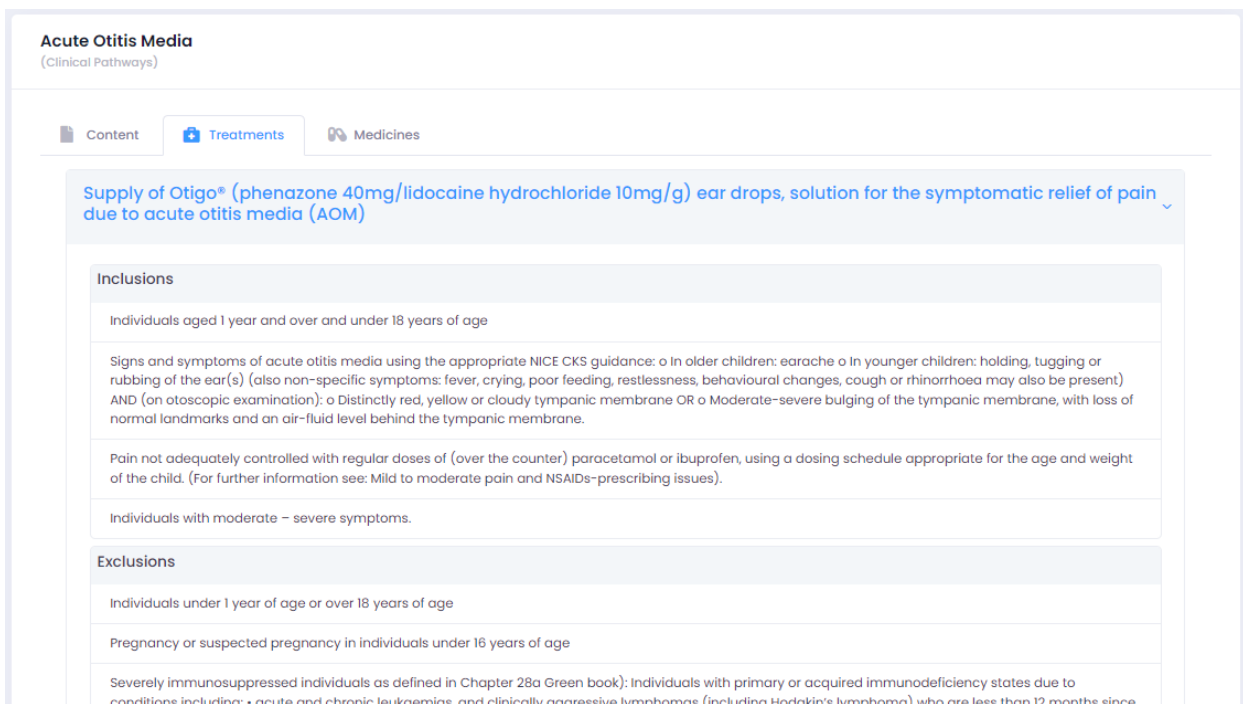 Acute Otitis Media
(Clinical Pathways)
Content
Treatments
Medicines
Supply of Otigo® (phenazone 40mg/lidocaine hydrochloride 10mg/g) ear drops, solution for the symptomatic relief of pain
due to acute otitis media (AOM)
Inclusions
Individuals aged 1 year and over and under 18 years of age
Signs and symptoms of acute otitis media using the appropriate NICE CKS guidance: o In older children: earache o In younger children: holding, tugging or
rubbing of the ear(s) (also non-specific symptoms: fever, crying, poor feeding, restlessness, behavioural changes, cough or rhinorrhoea may also be present)
AND (on otoscopic examination): o Distinctly red, yellow or cloudy tympanic membrane OR o Moderate-severe bulging of the tympanic membrane, with loss of
normal landmarks and an air-fluid level behind the tympanic membrane.
Pain not adequately controlled with regular doses of (over the counter) paracetamol or ibuprofen, using a dosing schedule appropriate for the age and weight
of the child. (For further information see: Mild to moderate pain and NSAIDs-prescribing issues).
Individuals with moderate – severe symptoms.
Exclusions
Individuals under 1 year of age or over 18 years of age
Pregnancy or suspected pregnancy in individuals under 16 years of age
Severely immunosuppressed individuals as defined in Chapter 28a Green book): Individuals with primary or acquired immunodeficiency states due to
conditions including: • acute and chronic leukaemias, and clinically aggressive lymphomas (including Hodgkin's lymphoma) who are less than 12 months since